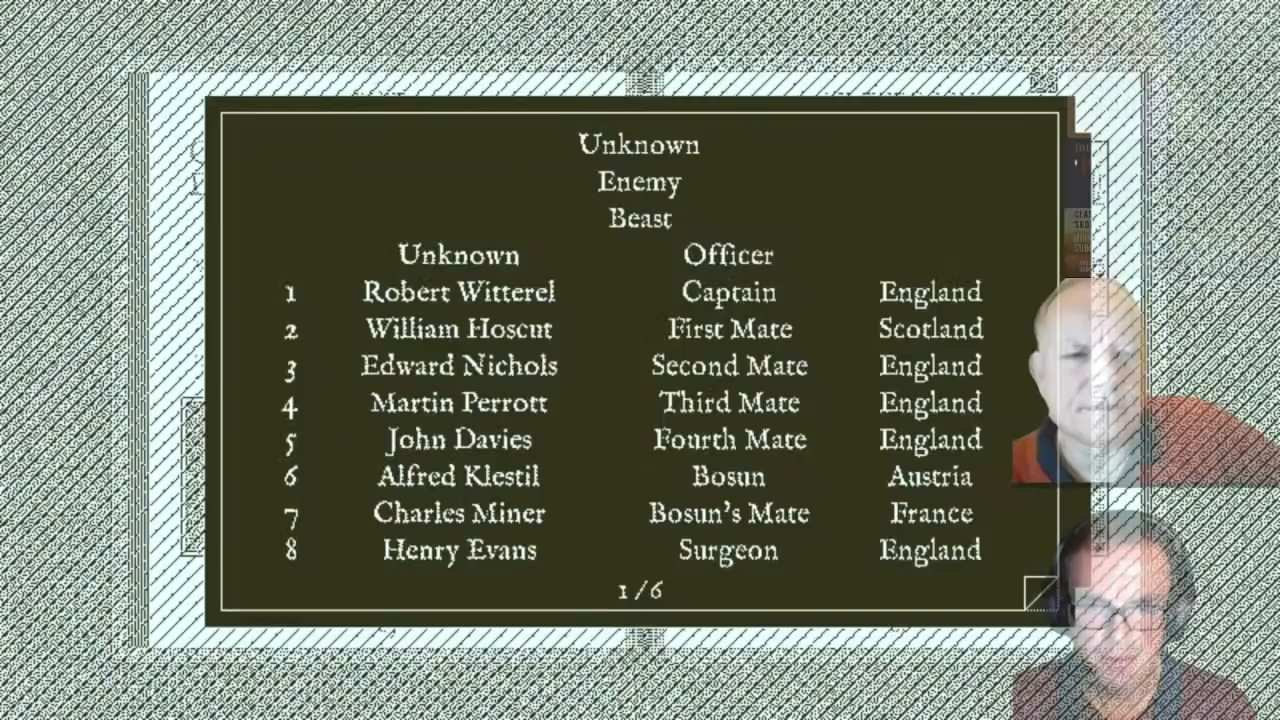 Unknown
Enemy
Beast
Unknown Officer
1 Robert Witterel Captain England
2 William Hoscut First Mate Scotland
3 Edward Nichols Second Mate England
4 Martin Perrott Third Mate England
5 John Davies Fourth Mate England
6 Alfred Klestil Bosun Austria
7 Charles Miner Bosun's Mate France
8 Henry Evans Surgeon England
1/6